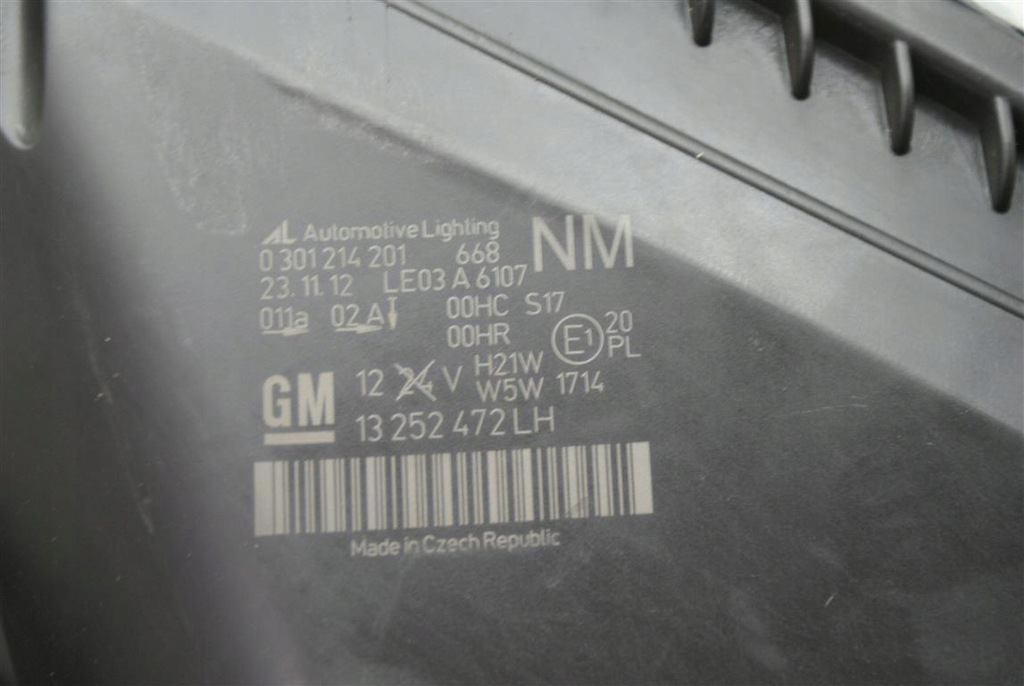 AL Automotive Lighting NM
0 301 214 201 668
23.11.12 LE03 A 6107
011a 02 A 00HC S17
00HR E1 20 PL
GM 12 24 V H21W
W5W 1714
13 252 472 LH
Made in Czech Republic